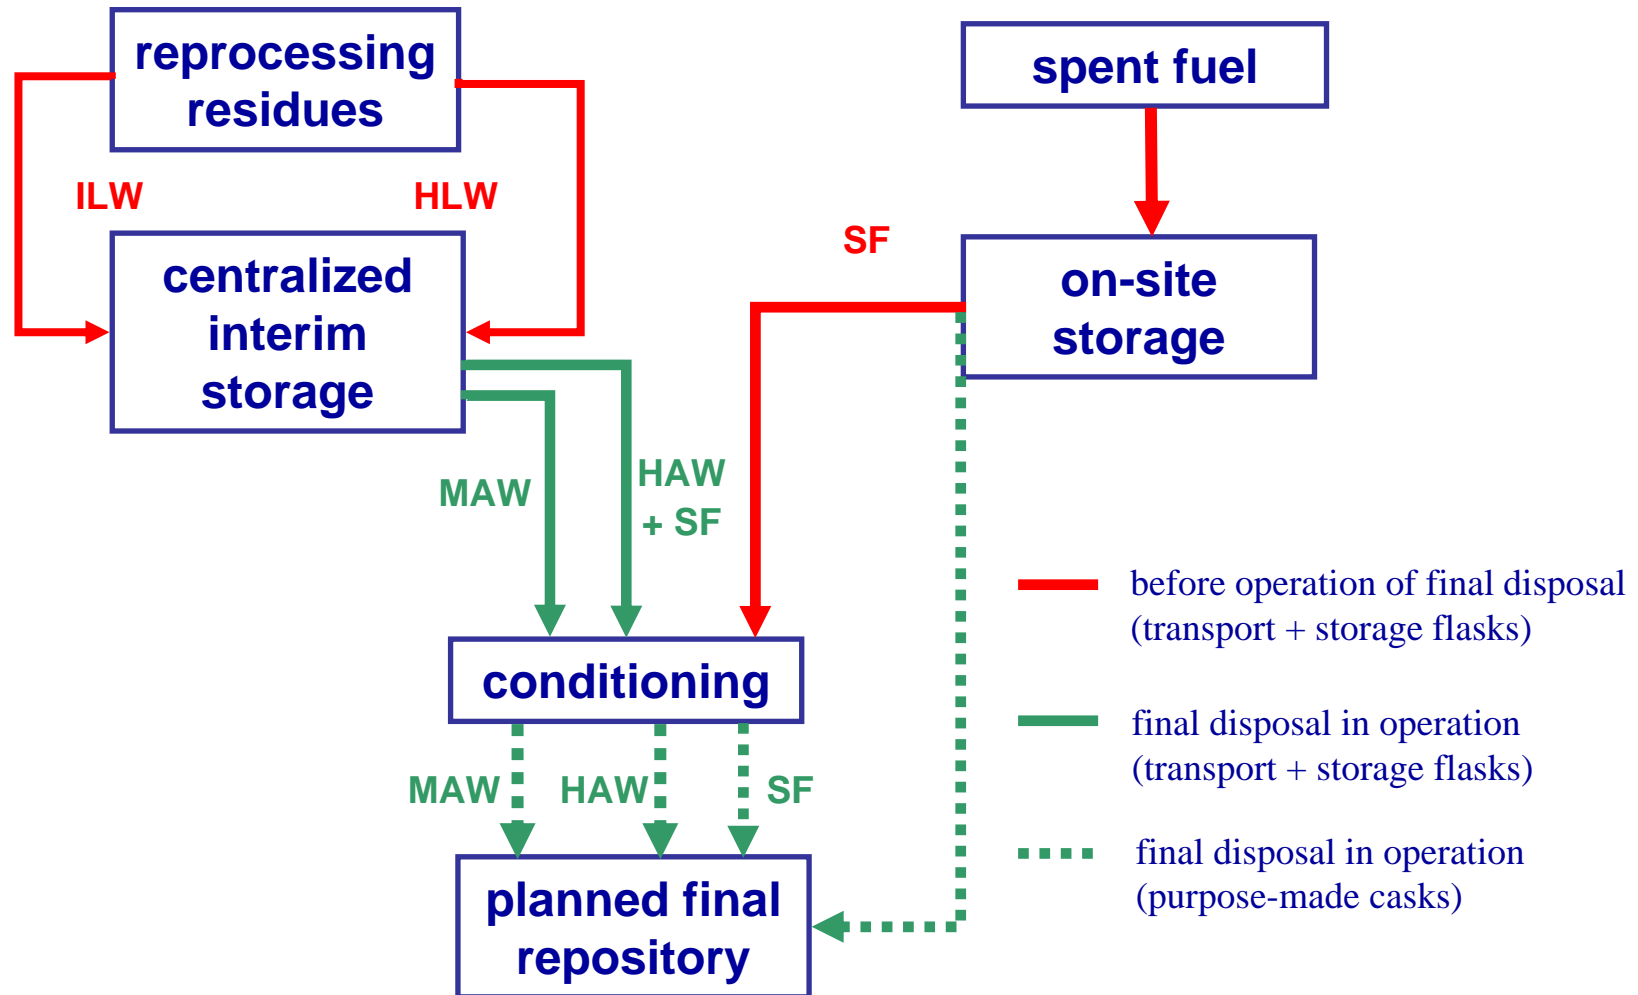 reprocessing
residues
spent fuel
ILW
HLW
centralized
interim
storage
SF
on-site
storage
MAW
HAW
+ SF
before operation of final disposal
(transport + storage flasks)
conditioning
final disposal in operation
(transport + storage flasks)
MAW
HAW
SF
final disposal in operation
(purpose-made casks)
planned final
repository